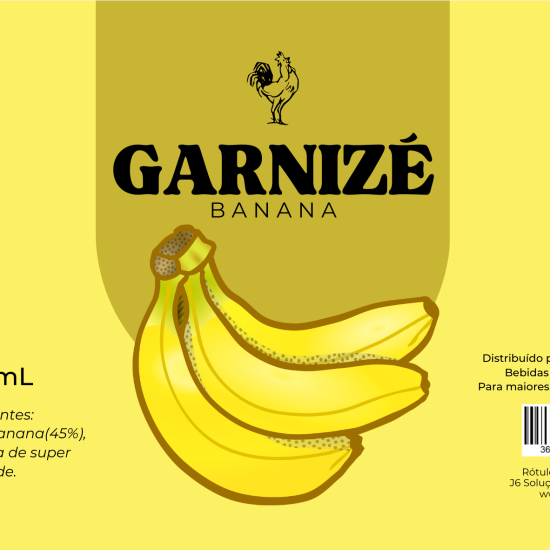 GARNIZÉ
BANANA
mL
ntes:
anana(45%),
a de super
de.
Distribuído p
Bebidas
Para maiores
36
Rótul
J6 Soluç
w